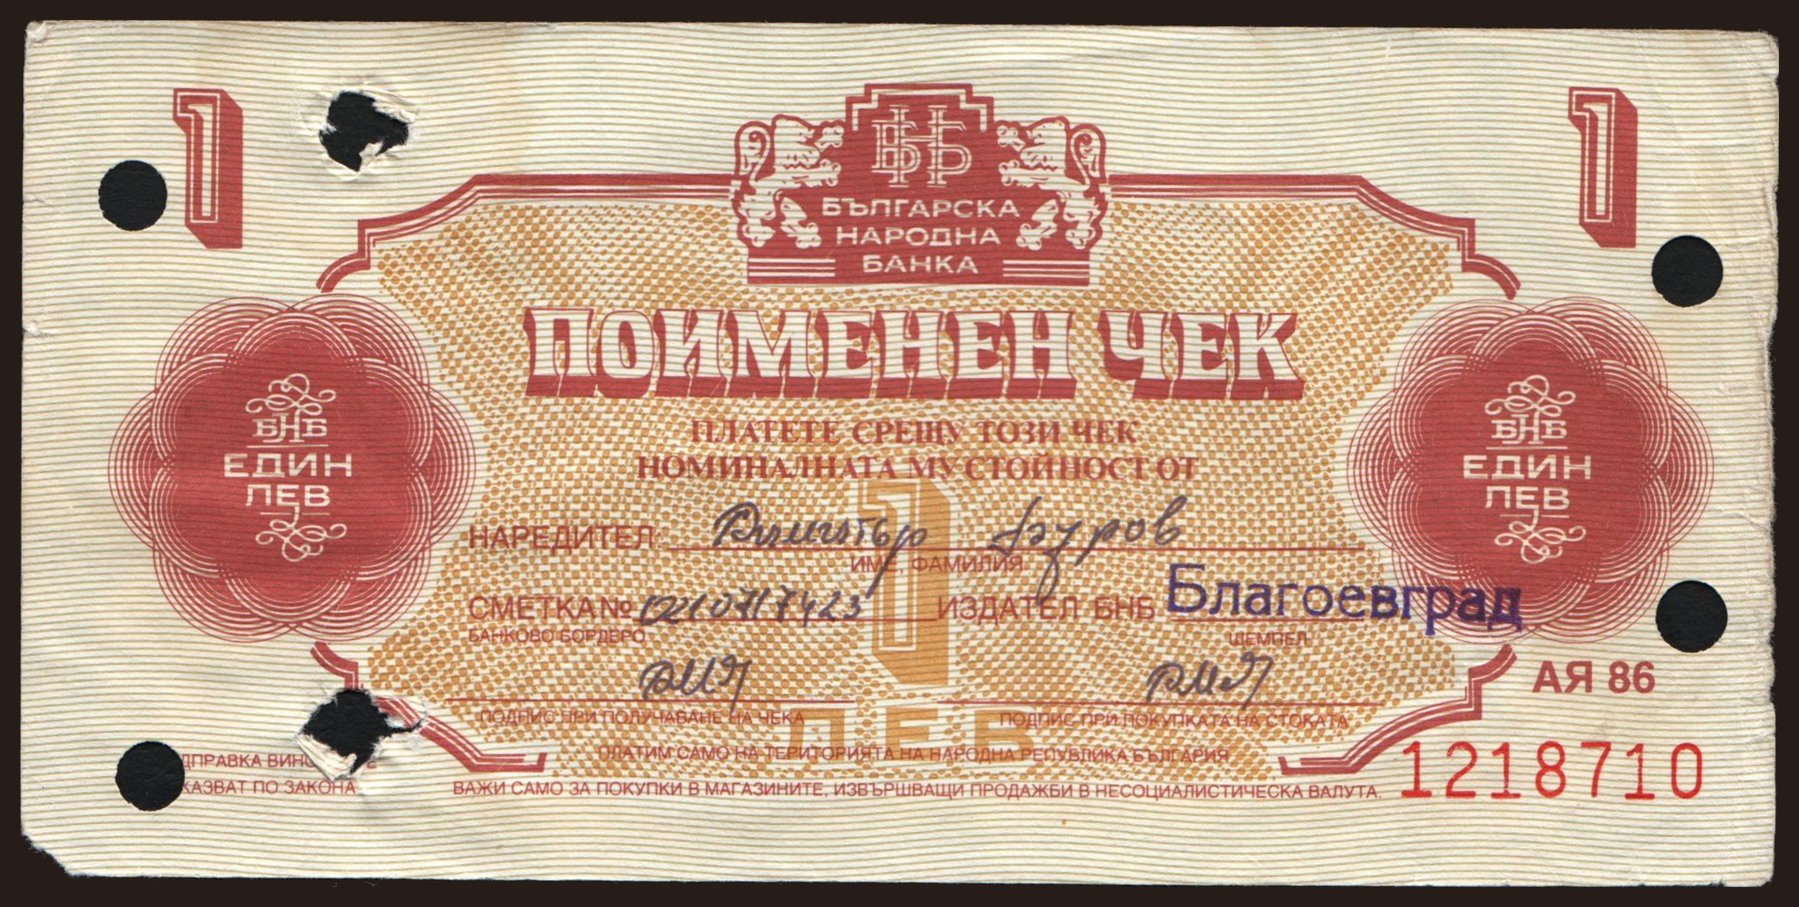 1
1
БНБ
БЪЛГАРСКА
НАРОДНА
БАНКА
ПОИМЕНЕН ЧЕК
ПЛАТЕТЕ СРЕЩУ ТОЗИ ЧЕК
НОМИНАЛНАТА МУ СТОЙНОСТ ОТ
БНБ
ЕДИН
ЛЕВ
БНБ
ЕДИН
ЛЕВ
НАРЕДИТЕЛ Димитър Буров
ИМЕ, ФАМИЛИЯ
СМЕТКА № ИЗДАТЕЛ БНБ Благоевград
БАНКОВО БОРДЕРО ЩЕМПЕЛ
1
ЛЕВ
АЯ 86
ПОДПИС ПРИ ПОЛУЧАВАНЕ НА ЧЕКА ПОДПИС ПРИ ПОКУПКАТА НА СТОКАТА
ПЛАТИМ САМО НА ТЕРИТОРИЯТА НА НАРОДНА РЕПУБЛИКА БЪЛГАРИЯ
ПО ЗАКОНА ВАЖИ САМО ЗА ПОКУПКИ В МАГАЗИНИТЕ, ИЗВЪРШВАЩИ ПРОДАЖБИ В НЕСОЦИАЛИСТИЧЕСКА ВАЛУТА.
1218710